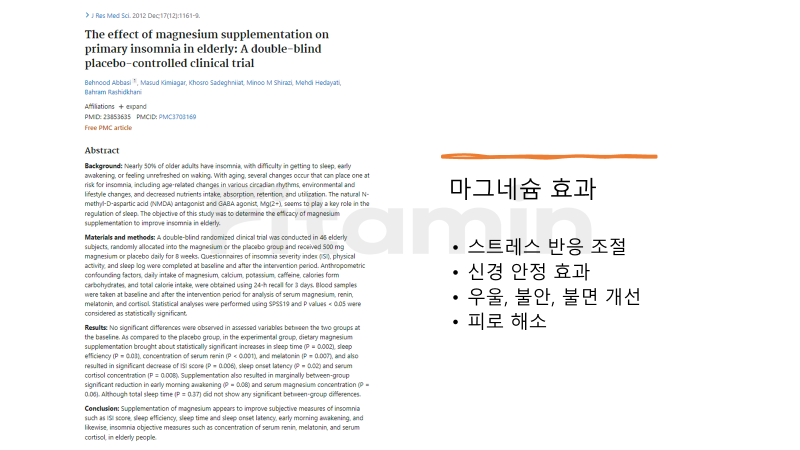 J Res Med Sci. 2012 Dec;17(12):1161-9.
The effect of magnesium supplementation on
primary insomnia in elderly: A double-blind
placebo-controlled clinical trial
Behnood Abbasi 1, Masud Kimiagar, Khosro Sadeghniiat, Minoo M Shirazi, Mehdi Hedayati,
Bahram Rashidkhani
Affiliations + expand
PMID: 23853635 PMCID: PMC3703169
Free PMC article
Abstract
Background: Nearly 50% of older adults have insomnia, with difficulty in getting to sleep, early
awakening, or feeling unrefreshed on waking. With aging, several changes occur that can place one at
risk for insomnia, including age-related changes in various circadian rhythms, environmental and
lifestyle changes, and decreased nutrients intake, absorption, retention, and utilization. The natural N-
methyl-D-aspartic acid (NMDA) antagonist and GABA agonist, Mg(2+), seems to play a key role in the
regulation of sleep. The objective of this study was to determine the efficacy of magnesium
supplementation to improve insomnia in elderly.
Materials and methods: A double-blind randomized clinical trial was conducted in 46 elderly
subjects, randomly allocated into the magnesium or the placebo group and received 500 mg
magnesium or placebo daily for 8 weeks. Questionnaires of insomnia severity index (ISI), physical
activity, and sleep log were completed at baseline and after the intervention period. Anthropometric
confounding factors, daily intake of magnesium, calcium, potassium, caffeine, calories form
carbohydrates, and total calorie intake, were obtained using 24-h recall for 3 days. Blood samples
were taken at baseline and after the intervention period for analysis of serum magnesium, renin,
melatonin, and cortisol. Statistical analyses were performed using SPSS19 and P values < 0.05 were
considered as statistically significant.
Results: No significant differences were observed in assessed variables between the two groups at
the baseline. As compared to the placebo group, in the experimental group, dietary magnesium
supplementation brought about statistically significant increases in sleep time (P = 0.002), sleep
efficiency (P = 0.03), concentration of serum renin (P < 0.001), and melatonin (P = 0.007), and also
resulted in significant decrease of ISI score (P = 0.006), sleep onset latency (P = 0.02) and serum
cortisol concentration (P = 0.008). Supplementation also resulted in marginally between-group
significant reduction in early morning awakening (P = 0.08) and serum magnesium concentration (P =
0.06). Although total sleep time (P = 0.37) did not show any significant between-group differences.
Conclusion: Supplementation of magnesium appears to improve subjective measures of insomnia
such as ISI score, sleep efficiency, sleep time and sleep onset latency, early morning awakening, and
likewise, insomnia objective measures such as concentration of serum renin, melatonin, and serum
cortisol, in elderly people.
마그네슘 효과
• 스트레스 반응 조절
• 신경 안정 효과
• 우울, 불안, 불면 개선
• 피로 해소